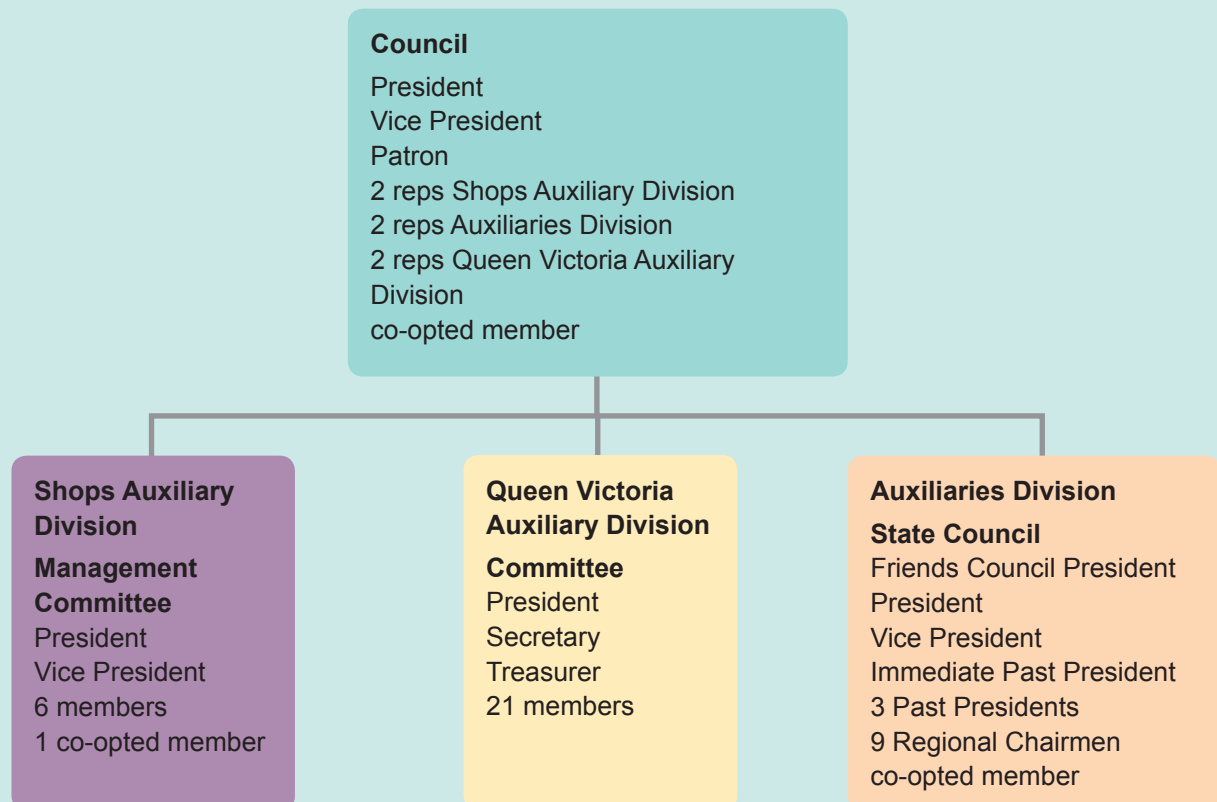 Council
President
Vice President
Patron
2 reps Shops Auxiliary Division
2 reps Auxiliaries Division
2 reps Queen Victoria Auxiliary
Division
co-opted member
Shops Auxiliary
Division
Management
Committee
President
Vice President
6 members
1 co-opted member
Queen Victoria
Auxiliary Division
Committee
President
Secretary
Treasurer
21 members
Auxiliaries Division
State Council
Friends Council President
President
Vice President
Immediate Past President
3 Past Presidents
9 Regional Chairmen
co-opted member